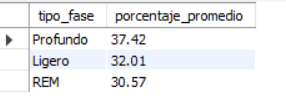 tipo_fase porcentaje_promedio
Profundo 37.42
Ligero 32.01
REM 30.57